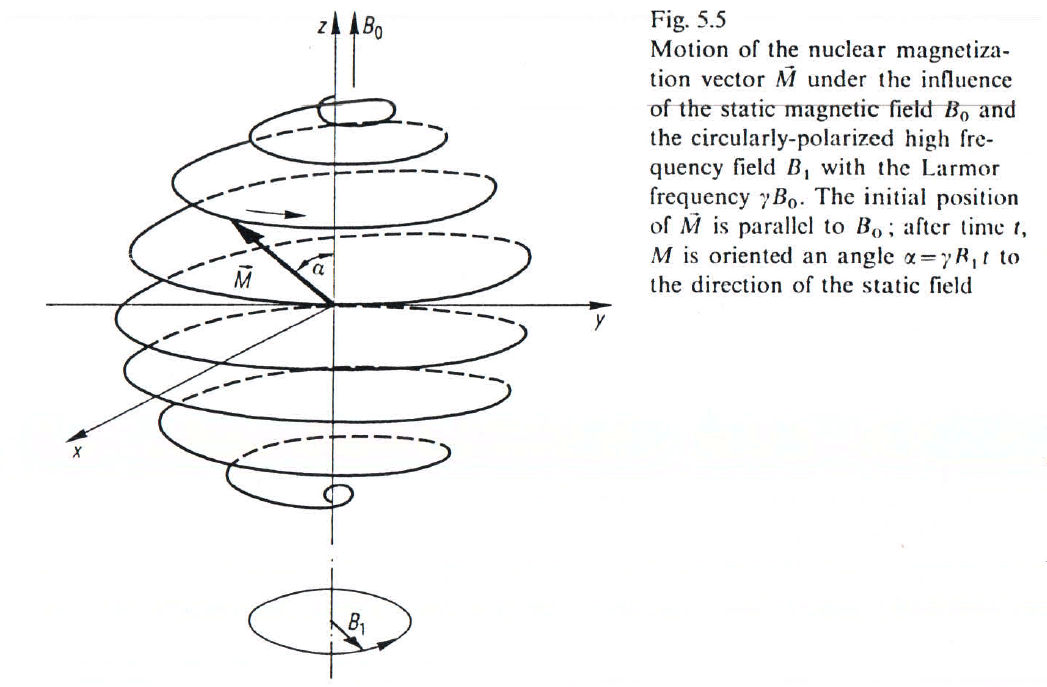 z
B₀
Fig. 5.5
Motion of the nuclear magnetiza-
tion vector M⃗ under the influence
of the static magnetic field B₀ and
the circularly-polarized high fre-
quency field B₁ with the Larmor
frequency γB₀. The initial position
of M⃗ is parallel to B₀; after time t,
M is oriented an angle α=γB₁t to
the direction of the static field
M⃗
α
y
x
B₁